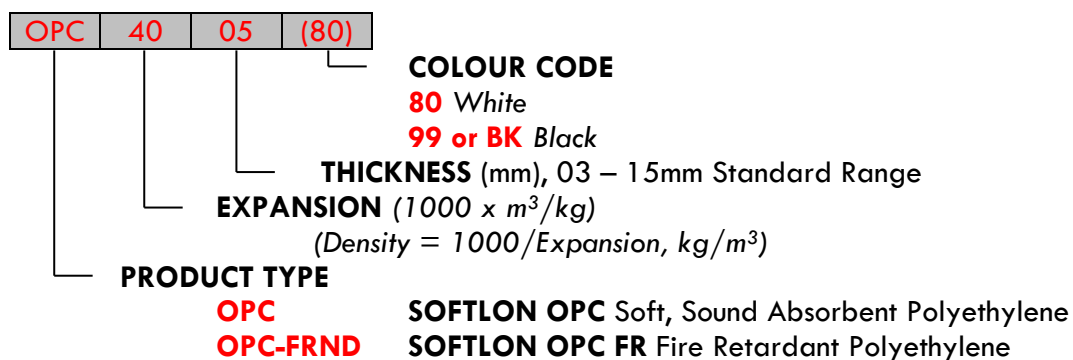 OPC 40 05 (80)
COLOUR CODE
80 White
99 or BK Black
THICKNESS (mm), 03 – 15mm Standard Range
EXPANSION (1000 x m³/kg)
(Density = 1000/Expansion, kg/m³)
PRODUCT TYPE
OPC SOFTLON OPC Soft, Sound Absorbent Polyethylene
OPC-FRND SOFTLON OPC FR Fire Retardant Polyethylene